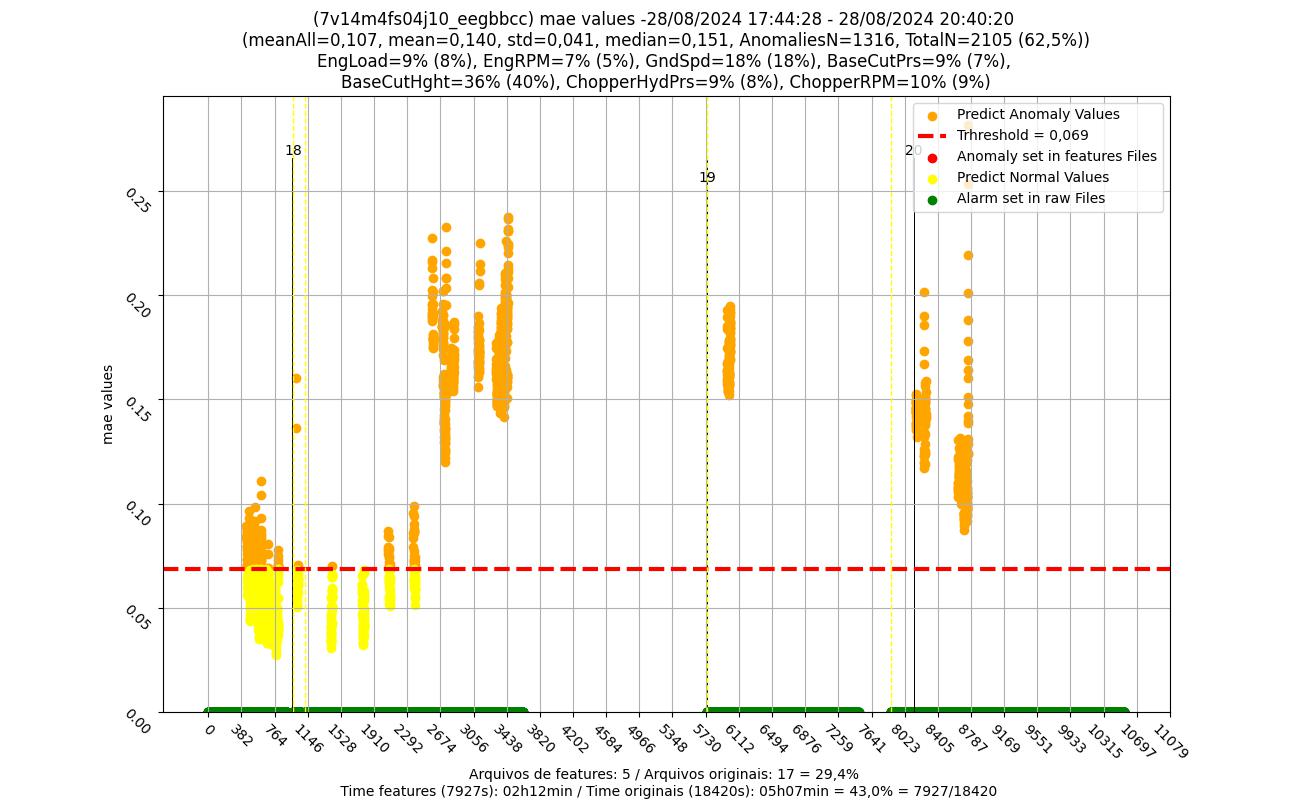 (7v14m4fs04j10_eegbbcc) mae values -28/08/2024 17:44:28 - 28/08/2024 20:40:20
(meanAll=0,107, mean=0,140, std=0,041, median=0,151, AnomaliesN=1316, TotalN=2105 (62,5%))
EngLoad=9% (8%), EngRPM=7% (5%), GndSpd=18% (18%), BaseCutPrs=9% (7%),
BaseCutHght=36% (40%), ChopperHydPrs=9% (8%), ChopperRPM=10% (9%)
Predict Anomaly Values
Trhreshold = 0,069
Anomaly set in features Files
Predict Normal Values
Alarm set in raw Files
18
19
20
mae values
0.25
0.20
0.15
0.10
0.05
0.00
0 382 764 1146 1528 1910 2292 2674 3056 3438 3820 4202 4584 4966 5348 5730 6112 6494 6876 7259 7641 8023 8405 8787 9169 9551 9933 10315 10697 11079
Arquivos de features: 5 / Arquivos originais: 17 = 29,4%
Time features (7927s): 02h12min / Time originais (18420s): 05h07min = 43,0% = 7927/18420